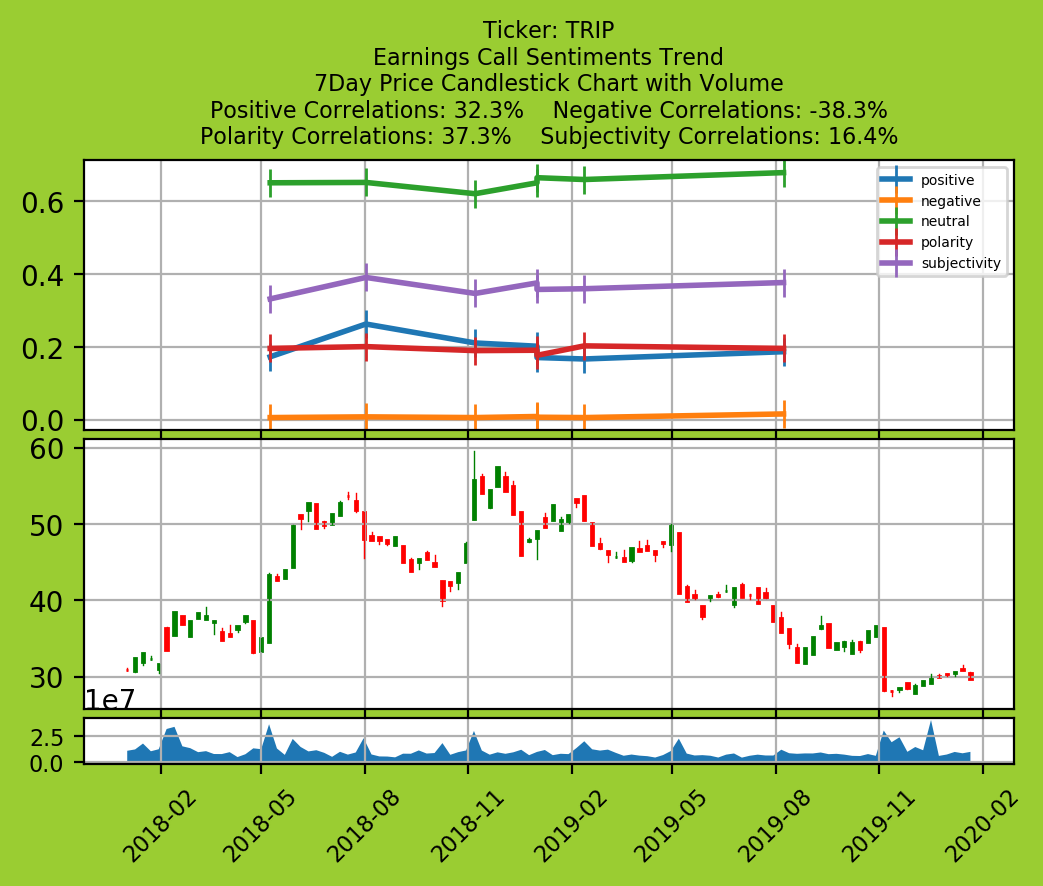 Ticker: TRIP
Earnings Call Sentiments Trend
7Day Price Candlestick Chart with Volume
Positive Correlations: 32.3%    Negative Correlations: -38.3%
Polarity Correlations: 37.3%    Subjectivity Correlations: 16.4%
0.6
0.4
0.2
0.0
positive
negative
neutral
polarity
subjectivity
60
50
40
30
1e7
2.5
0.0
2018-02
2018-05
2018-08
2018-11
2019-02
2019-05
2019-08
2019-11
2020-02